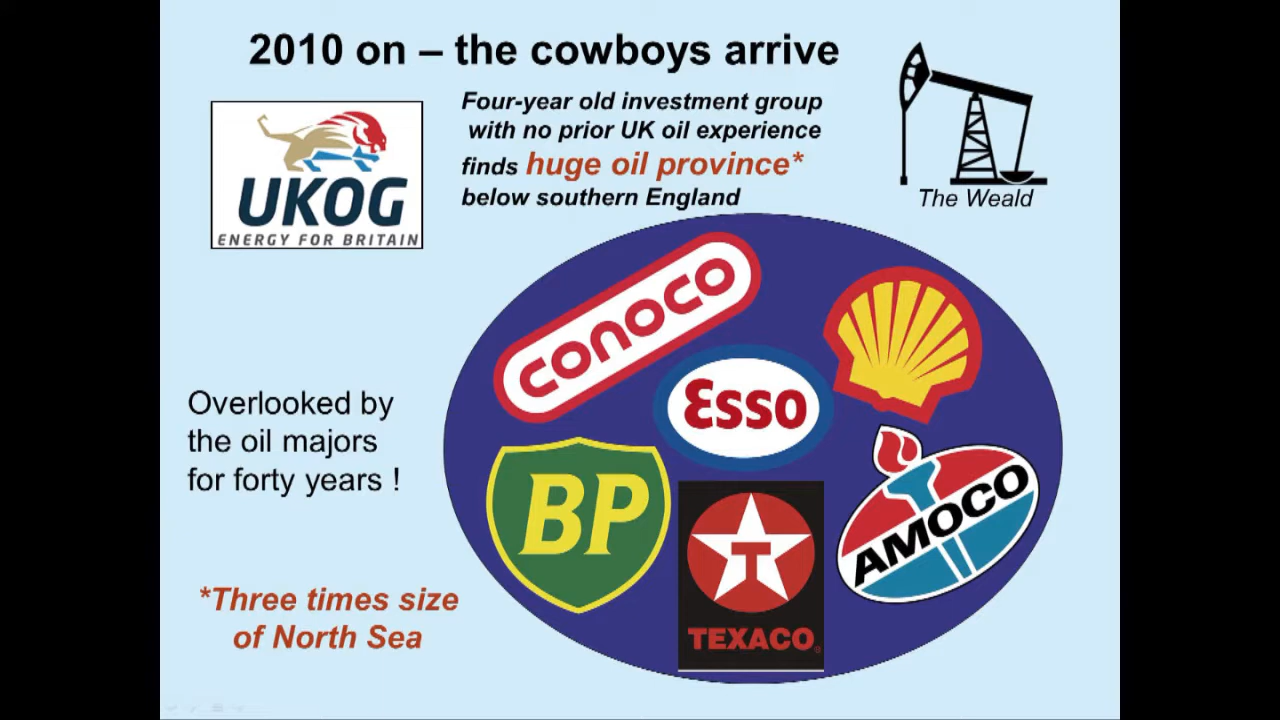 2010 on – the cowboys arrive
UKOG
ENERGY FOR BRITAIN
Four-year old investment group
with no prior UK oil experience
finds huge oil province*
below southern England
The Weald
Overlooked by
the oil majors
for forty years !
*Three times size
of North Sea
conoco
Esso
BP
T
TEXACO®
AMOCO